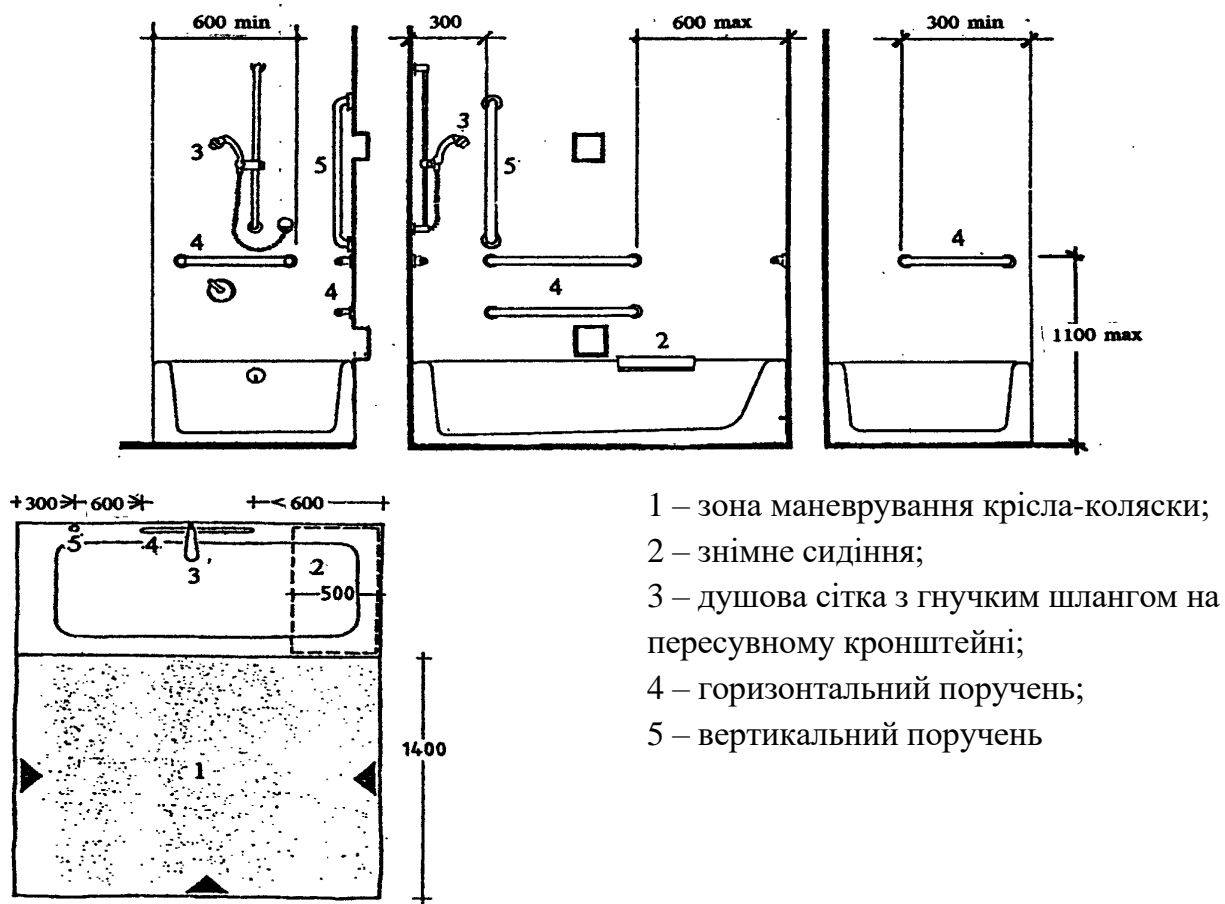 600 min
300
600 max
300 min
3
5
4
4
3
5
4
2
4
1100 max
300
600
< 600
5
4
3
2
500
1
1400
1 – зона маневрування крісла-коляски;
2 – знімне сидіння;
3 – душова сітка з гнучким шлангом на
пересувному кронштейні;
4 – горизонтальний поручень;
5 – вертикальний поручень